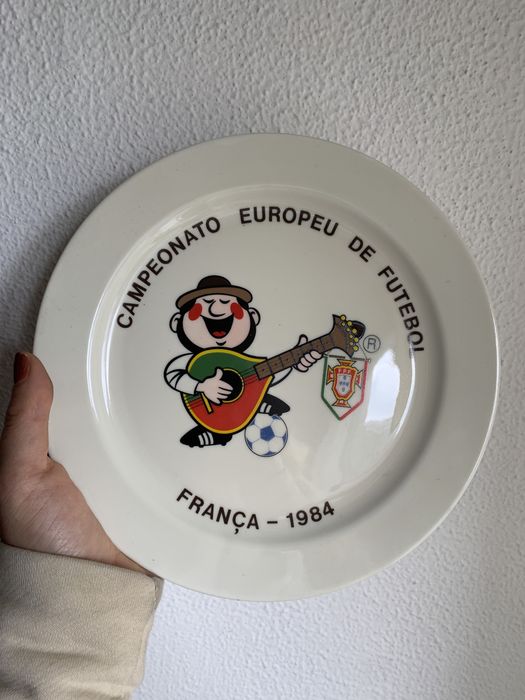 CAMPEONATO EUROPEU DE FUTEBOL
R
FRANÇA - 1984